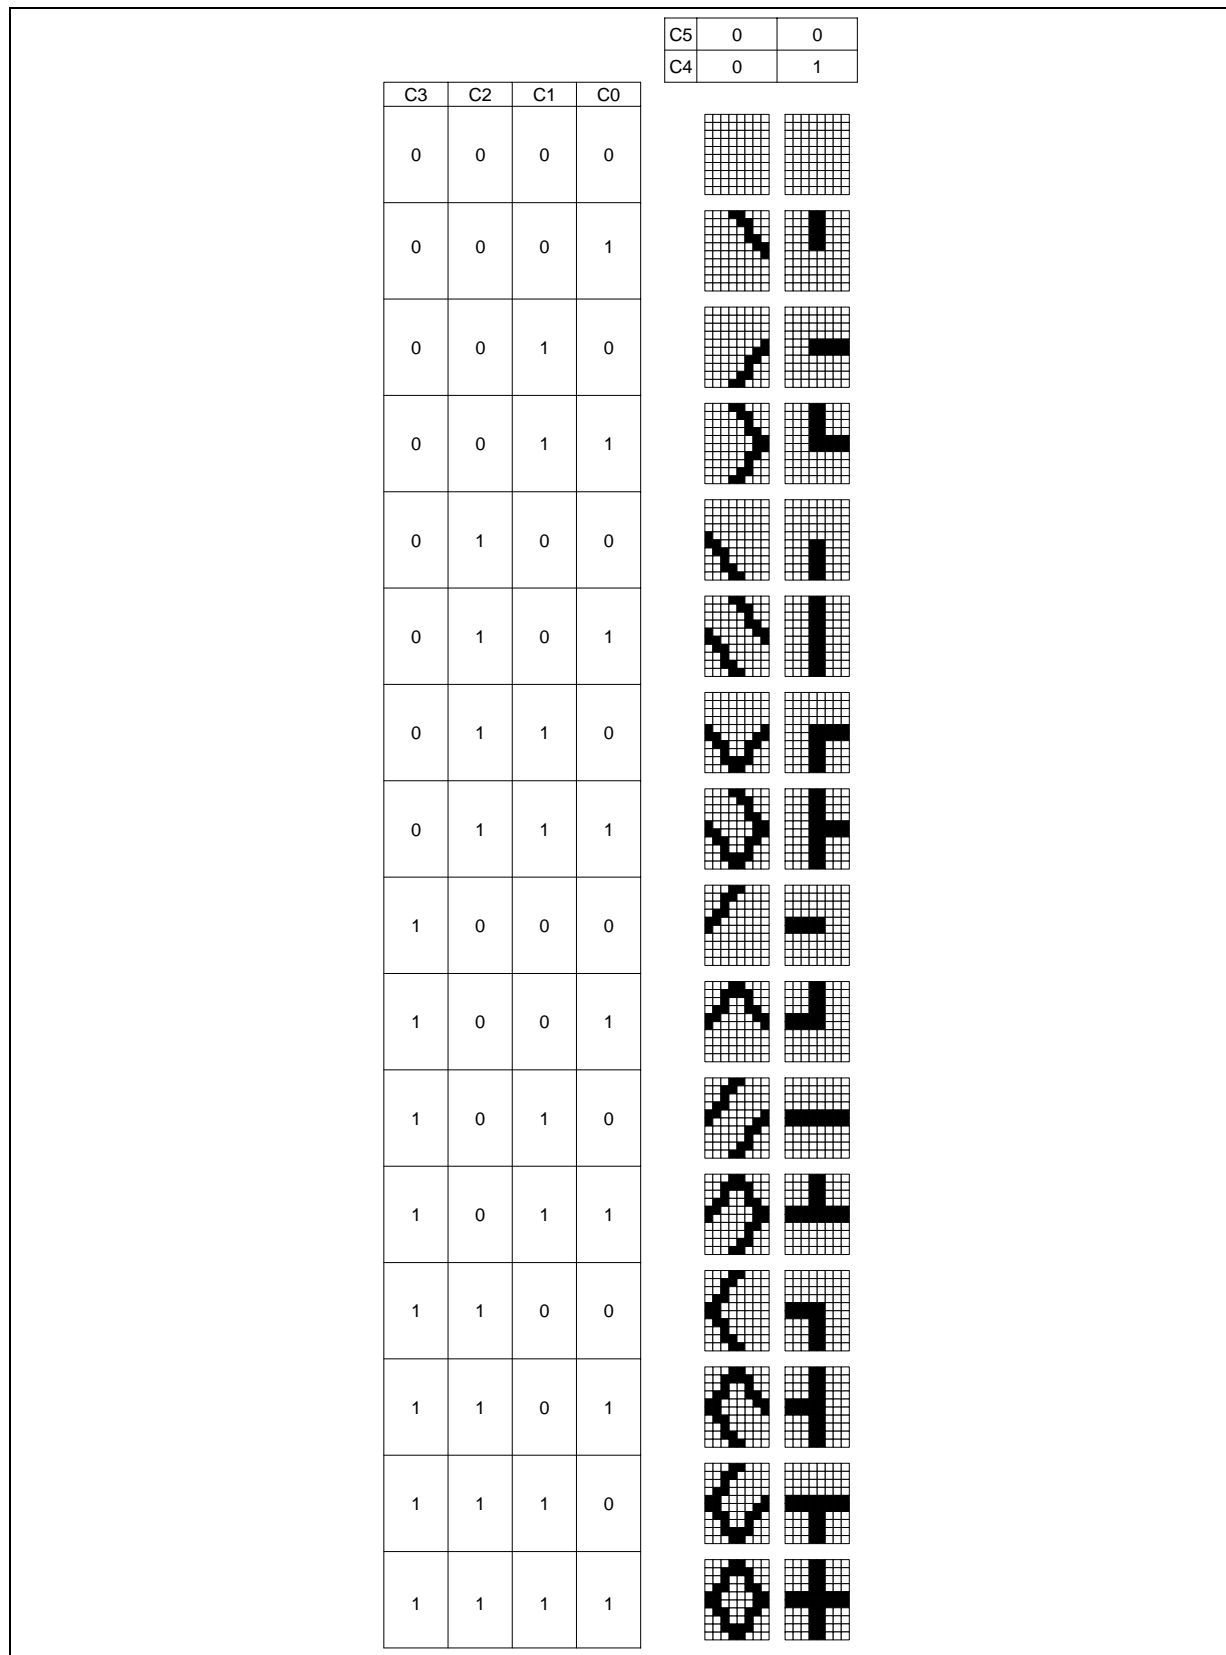 C5 0 0
C4 0 1
C3 C2 C1 C0
0 0 0 0
0 0 0 1
0 0 1 0
0 0 1 1
0 1 0 0
0 1 0 1
0 1 1 0
0 1 1 1
1 0 0 0
1 0 0 1
1 0 1 0
1 0 1 1
1 1 0 0
1 1 0 1
1 1 1 0
1 1 1 1